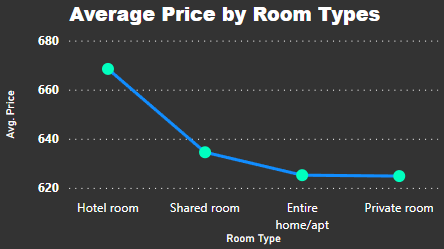 Average Price by Room Types
680
660
640
620
Avg. Price
Hotel room
Shared room
Entire
home/apt
Private room
Room Type